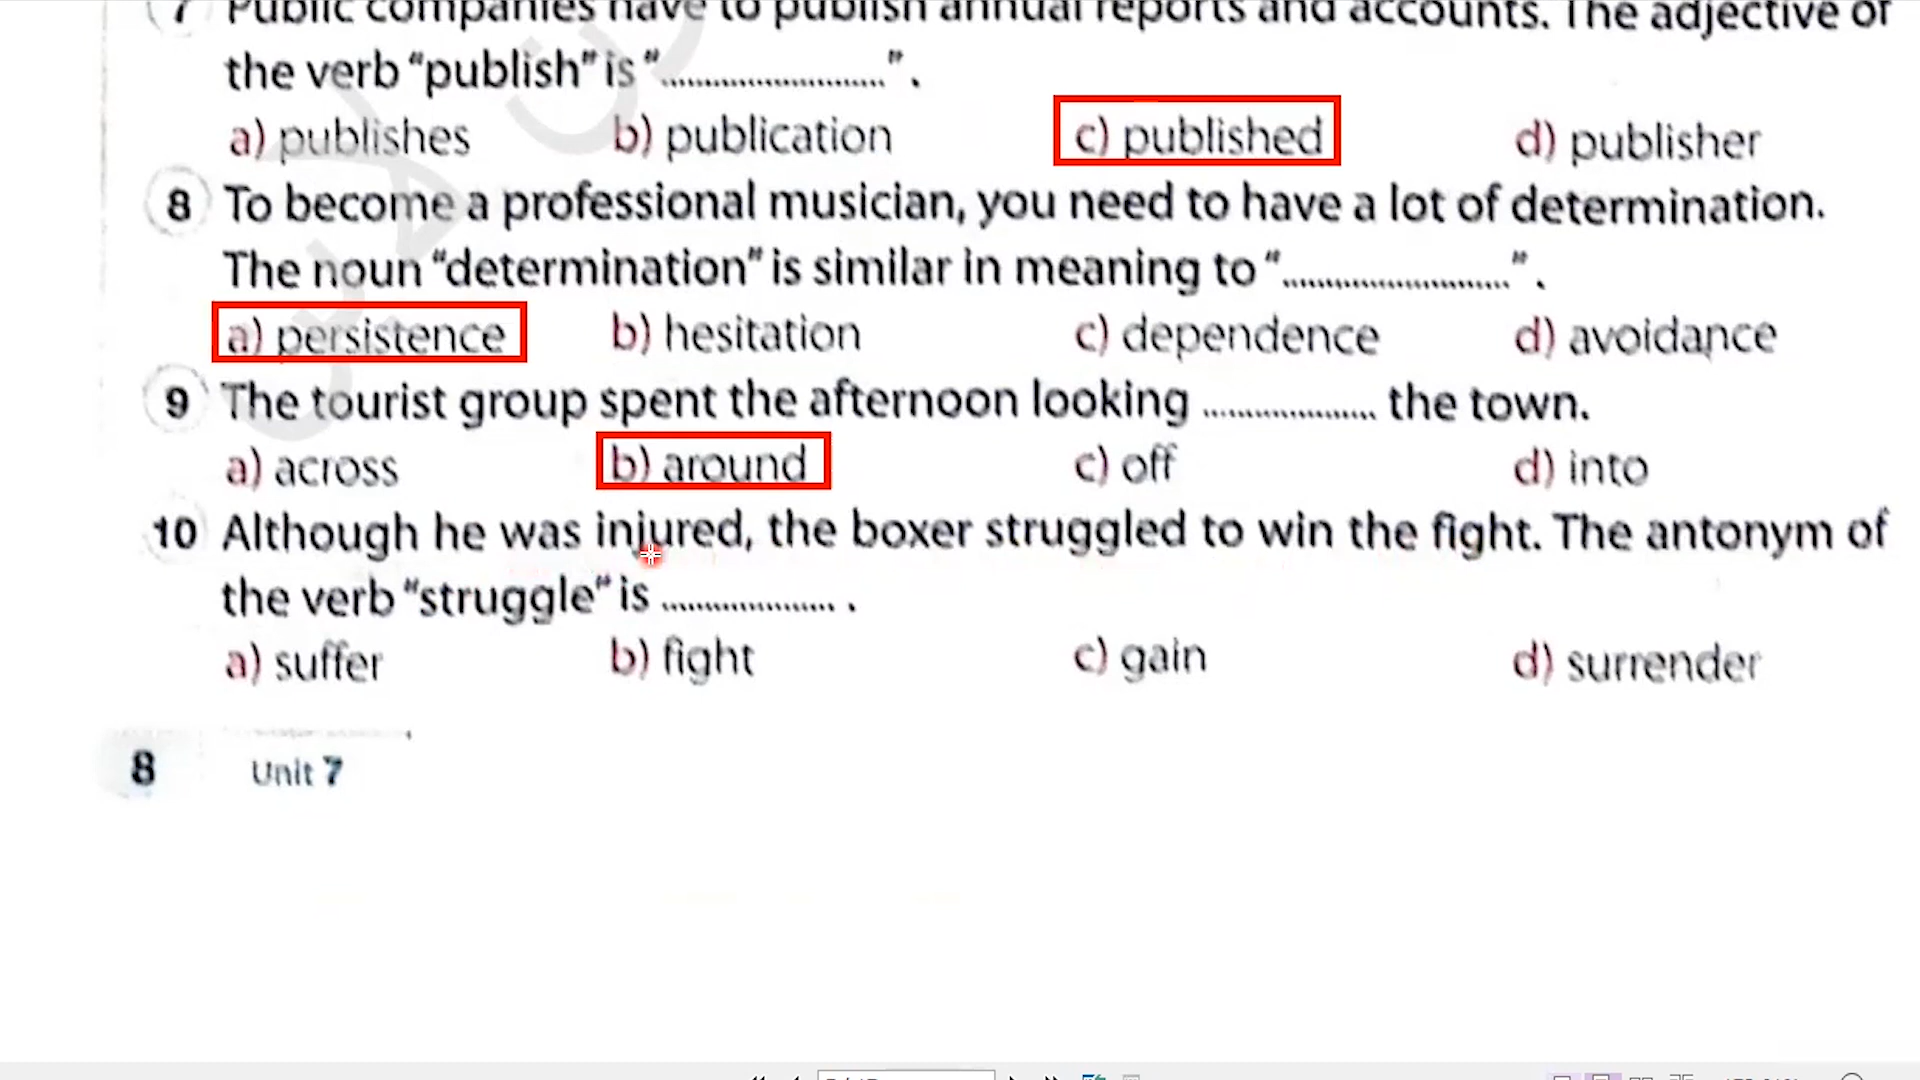 7 Public companies have to publish annual reports and accounts. The adjective of
the verb "publish" is "........................".
a) publishes b) publication c) published d) publisher
8 To become a professional musician, you need to have a lot of determination.
The noun "determination" is similar in meaning to "........................".
a) persistence b) hesitation c) dependence d) avoidance
9 The tourist group spent the afternoon looking .................... the town.
a) across b) around c) off d) into
10 Although he was injured, the boxer struggled to win the fight. The antonym of
the verb "struggle" is .................... .
a) suffer b) fight c) gain d) surrender
8 Unit 7